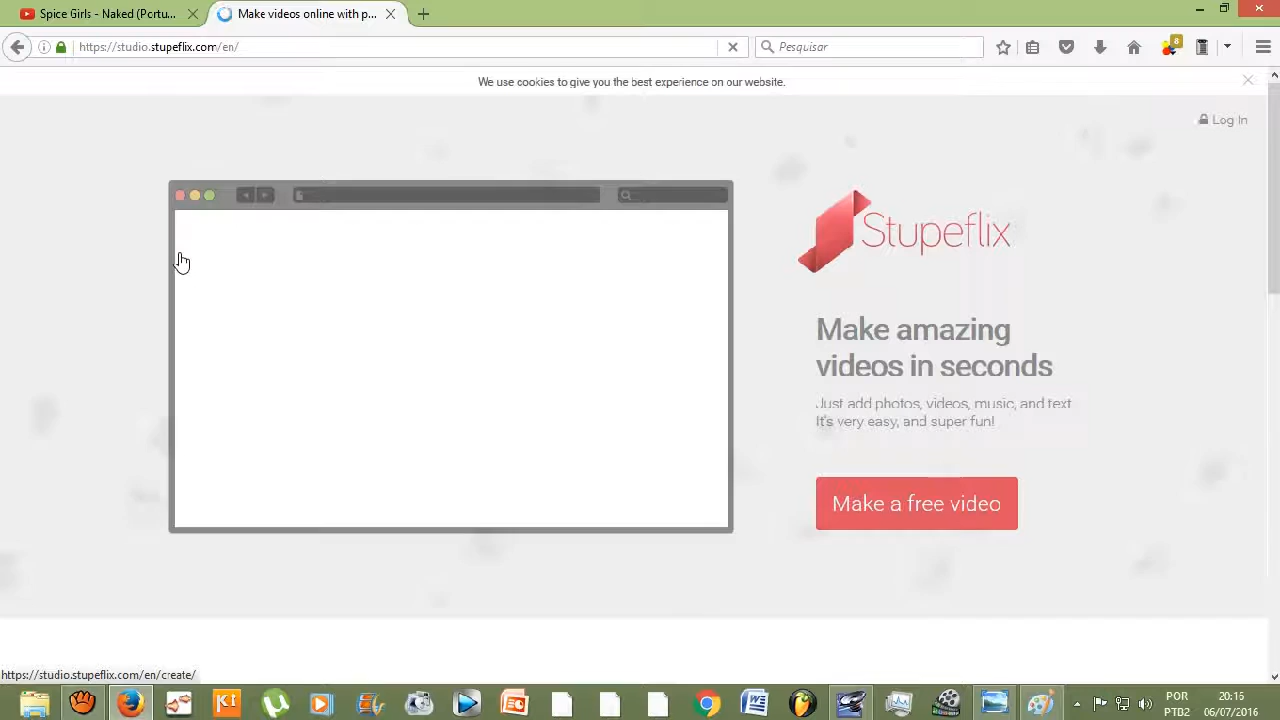 Spice Girls - Naked (Portu...
Make videos online with p...
https://studio.stupeflix.com/en/
Pesquisar
8
We use cookies to give you the best experience on our website.
Log In
Stupeflix
Make amazing
videos in seconds
Just add photos, videos, music, and text.
It's very easy, and super fun!
Make a free video
https://studio.stupeflix.com/en/create/
POR
PTB2
20:16
06/07/2016